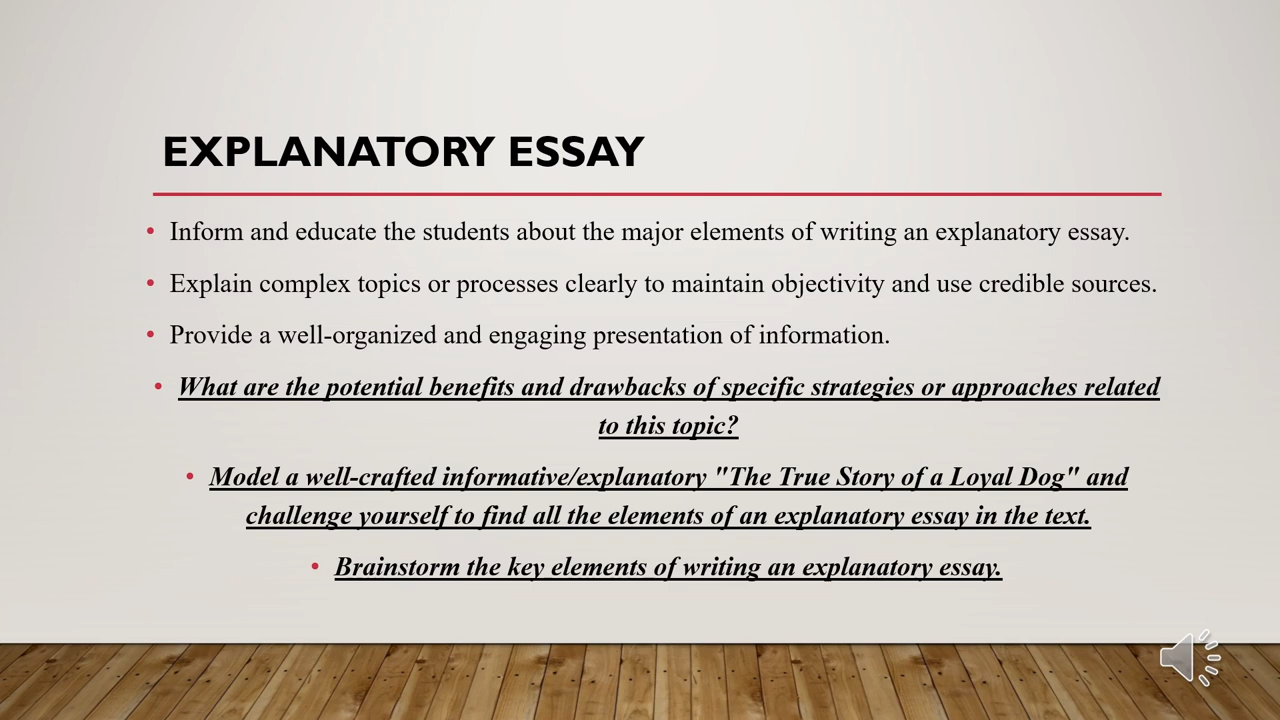 EXPLANATORY ESSAY
• Inform and educate the students about the major elements of writing an explanatory essay.
• Explain complex topics or processes clearly to maintain objectivity and use credible sources.
• Provide a well-organized and engaging presentation of information.
• What are the potential benefits and drawbacks of specific strategies or approaches related
to this topic?
• Model a well-crafted informative/explanatory "The True Story of a Loyal Dog" and
challenge yourself to find all the elements of an explanatory essay in the text.
• Brainstorm the key elements of writing an explanatory essay.